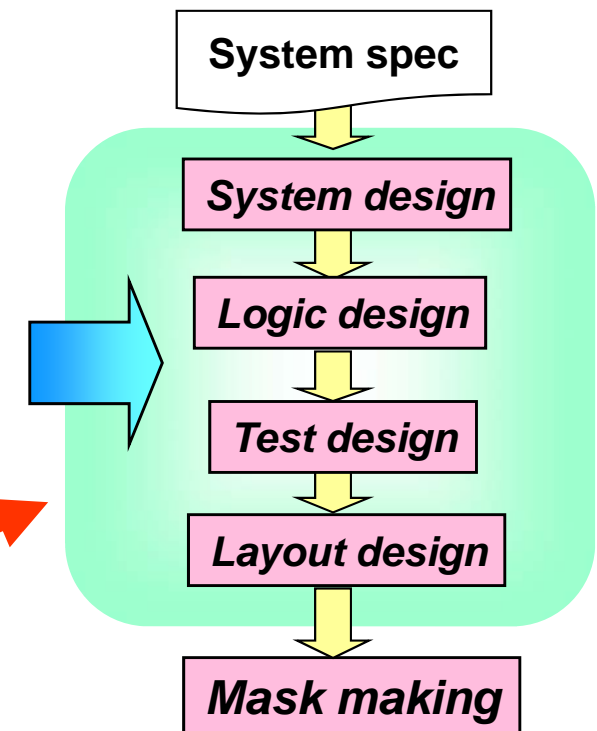 System spec
System design
Logic design
Test design
Layout design
Mask making